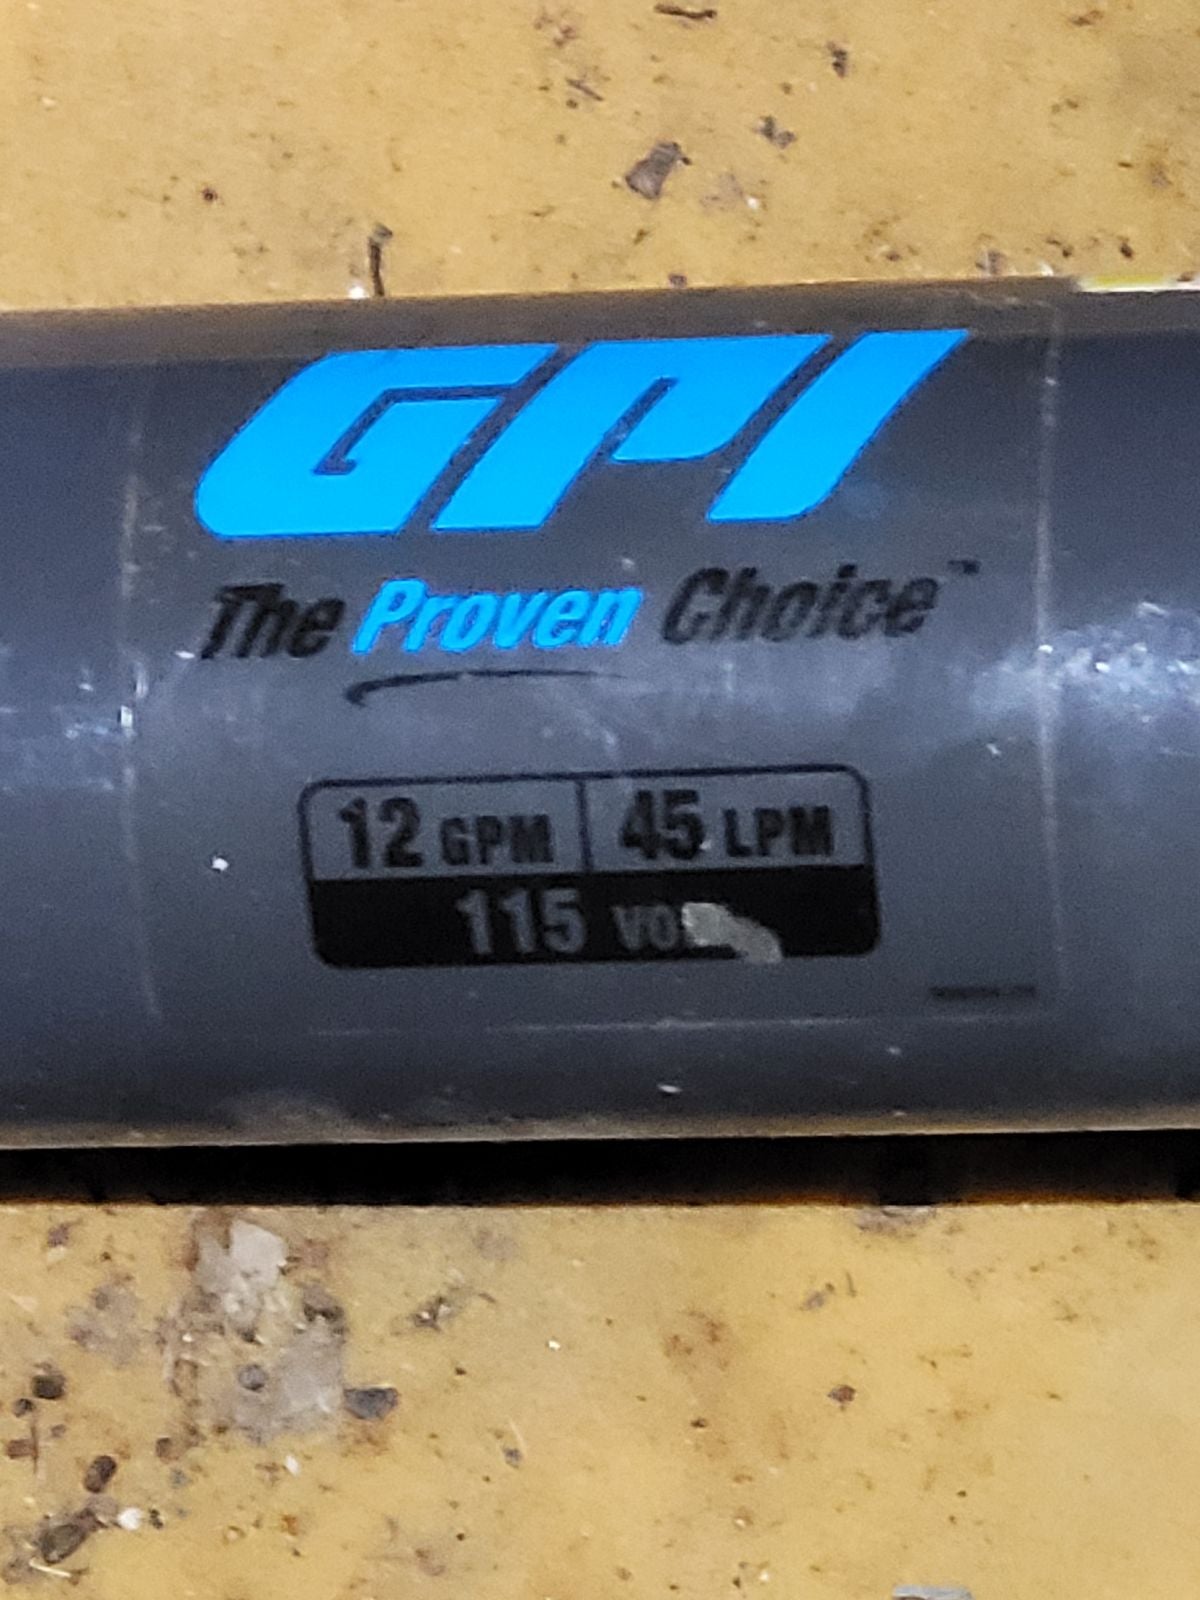 GPI
The Proven Choice™
12 GPM 45 LPM
115